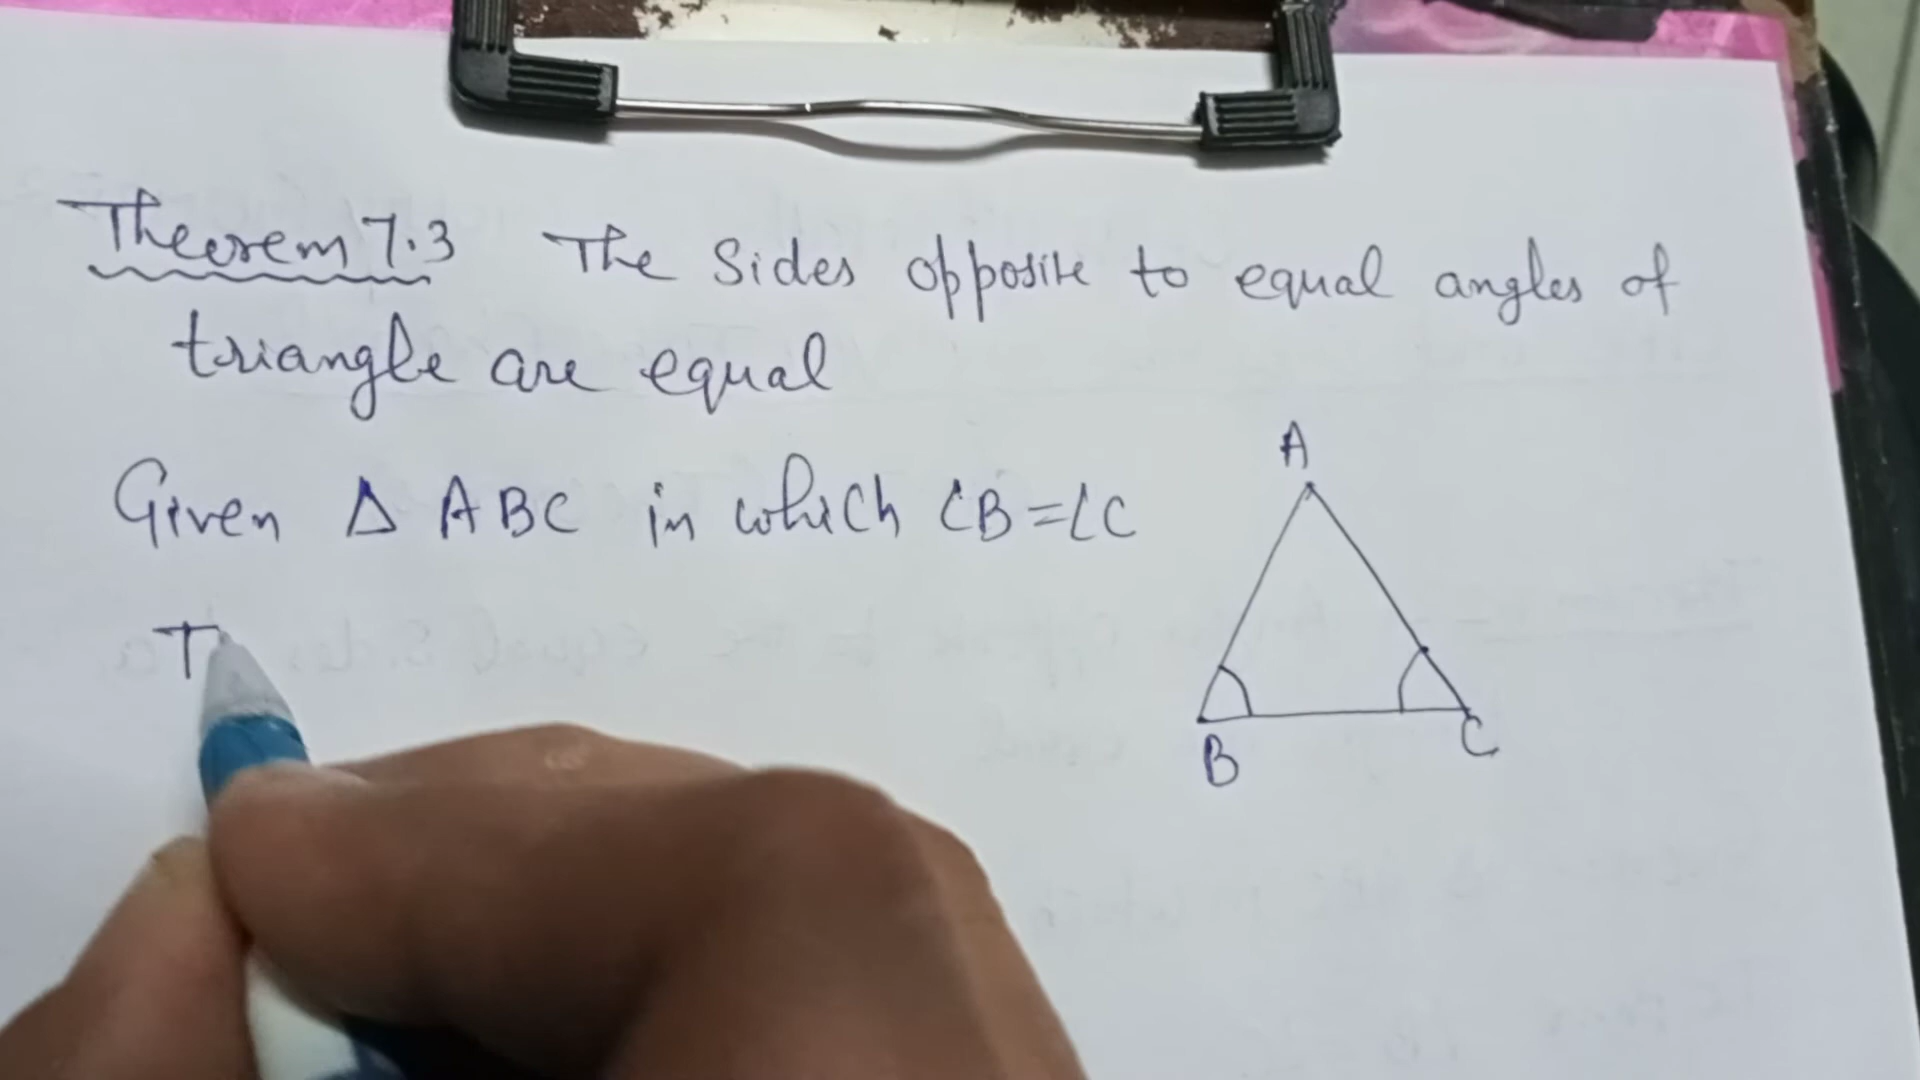 Theorem 7.3 The Sides opposite to equal angles of
triangle are equal
Given Δ ABC in which ∠B=∠C
T
A
B
C